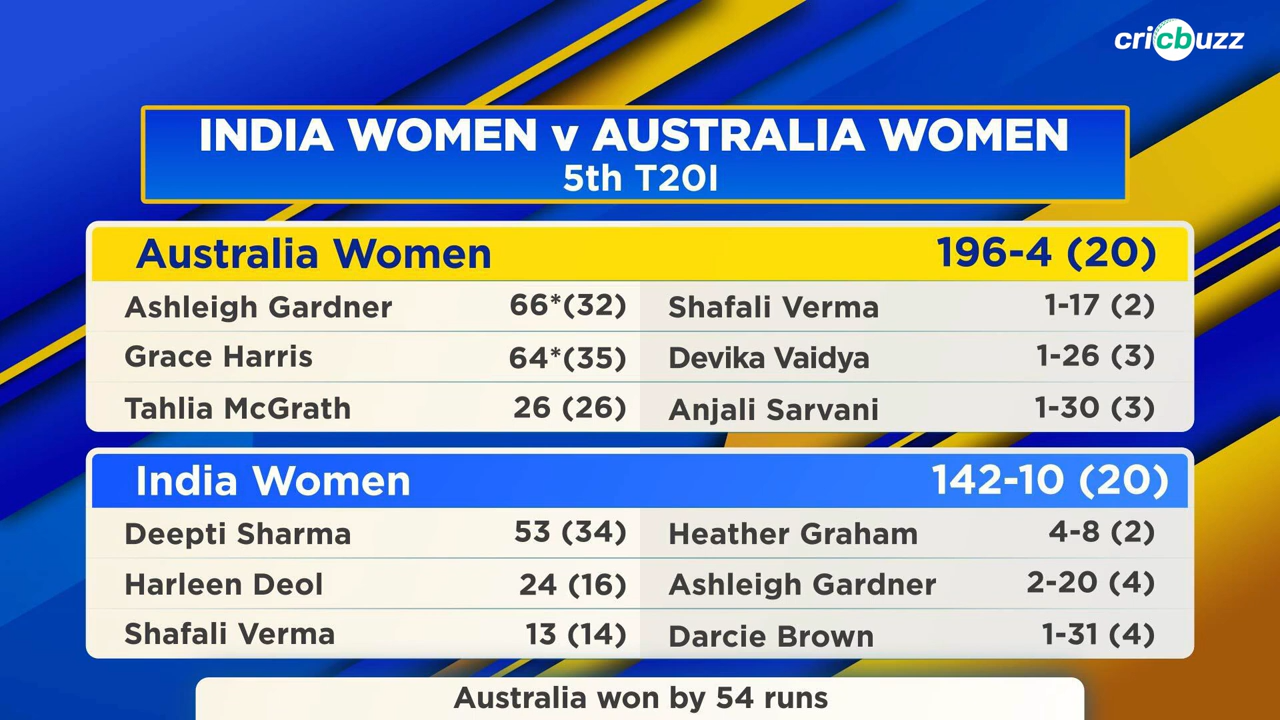 cricbuzz
INDIA WOMEN v AUSTRALIA WOMEN
5th T20I
Australia Women 196-4 (20)
Ashleigh Gardner 66*(32) Shafali Verma 1-17 (2)
Grace Harris 64*(35) Devika Vaidya 1-26 (3)
Tahlia McGrath 26 (26) Anjali Sarvani 1-30 (3)
India Women 142-10 (20)
Deepti Sharma 53 (34) Heather Graham 4-8 (2)
Harleen Deol 24 (16) Ashleigh Gardner 2-20 (4)
Shafali Verma 13 (14) Darcie Brown 1-31 (4)
Australia won by 54 runs